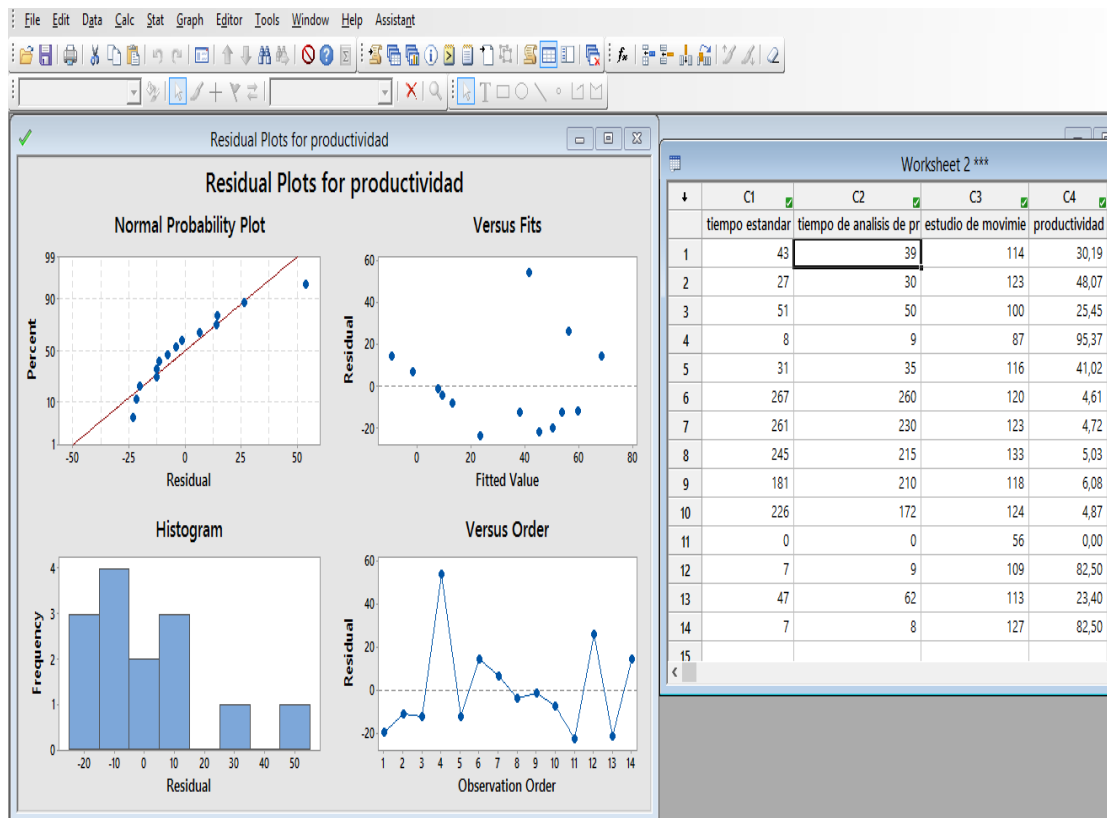 File Edit Data Calc Stat Graph Editor Tools Window Help Assistant
Residual Plots for productividad
Residual Plots for productividad
Normal Probability Plot
Percent
99
90
50
10
1
-50 -25 0 25 50
Residual
Versus Fits
Residual
60
40
20
0
-20
0 20 40 60 80
Fitted Value
Histogram
Frequency
4
3
2
1
0
-20 -10 0 10 20 30 40 50
Residual
Versus Order
Residual
60
40
20
0
-20
1 2 3 4 5 6 7 8 9 10 11 12 13 14
Observation Order
Worksheet 2 ***
C1 C2 C3 C4
tiempo estandar tiempo de analisis de pr estudio de movimie productividad
1 43 39 114 30,19
2 27 30 123 48,07
3 51 50 100 25,45
4 8 9 87 95,37
5 31 35 116 41,02
6 267 260 120 4,61
7 261 230 123 4,72
8 245 215 133 5,03
9 181 210 118 6,08
10 226 172 124 4,87
11 0 0 56 0,00
12 7 9 109 82,50
13 47 62 113 23,40
14 7 8 127 82,50
15